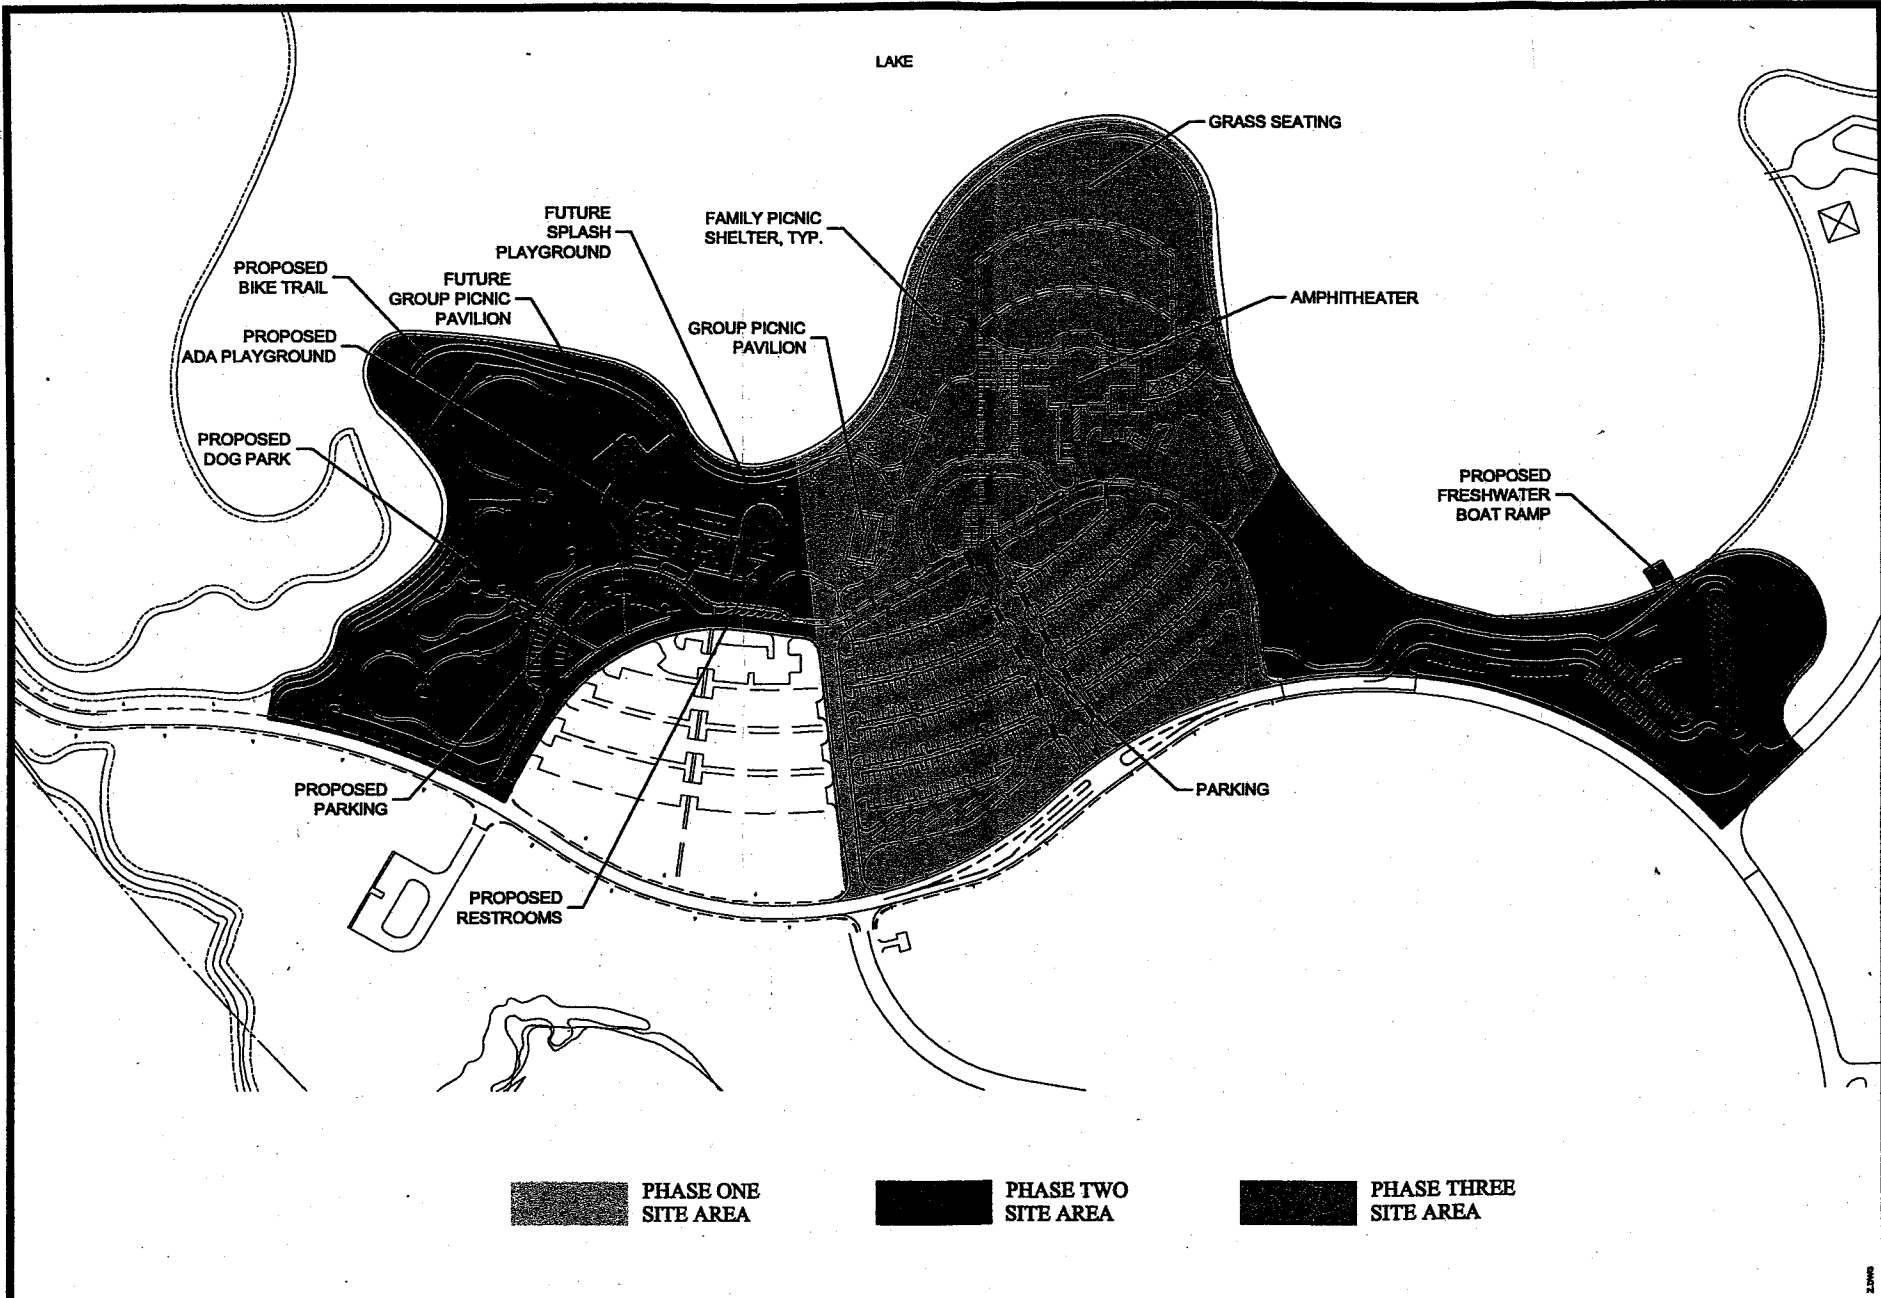 LAKE
GRASS SEATING
FUTURE
SPLASH
PLAYGROUND
FAMILY PICNIC
SHELTER, TYP.
PROPOSED
BIKE TRAIL
FUTURE
GROUP PICNIC
PAVILION
AMPHITHEATER
GROUP PICNIC
PAVILION
PROPOSED
ADA PLAYGROUND
PROPOSED
DOG PARK
PROPOSED
FRESHWATER
BOAT RAMP
PROPOSED
PARKING
PARKING
PROPOSED
RESTROOMS
PHASE ONE
SITE AREA
PHASE TWO
SITE AREA
PHASE THREE
SITE AREA